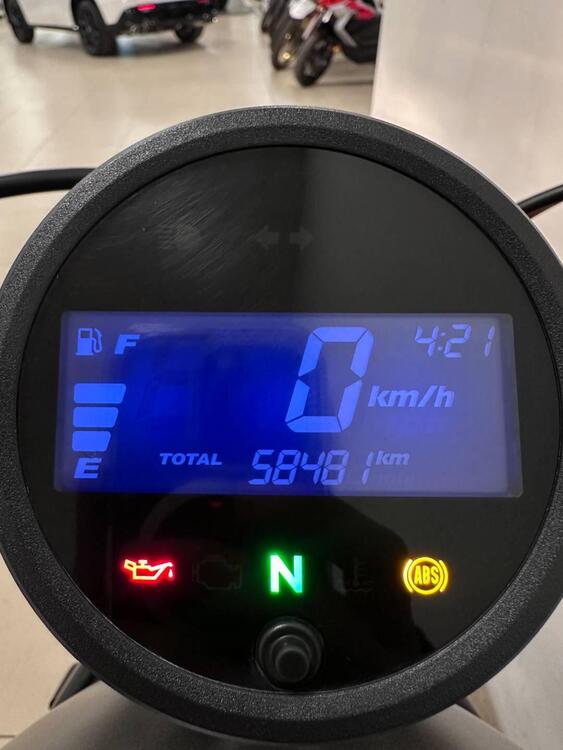 F 4:21
0 km/h
E TOTAL 58481 km
N ABS